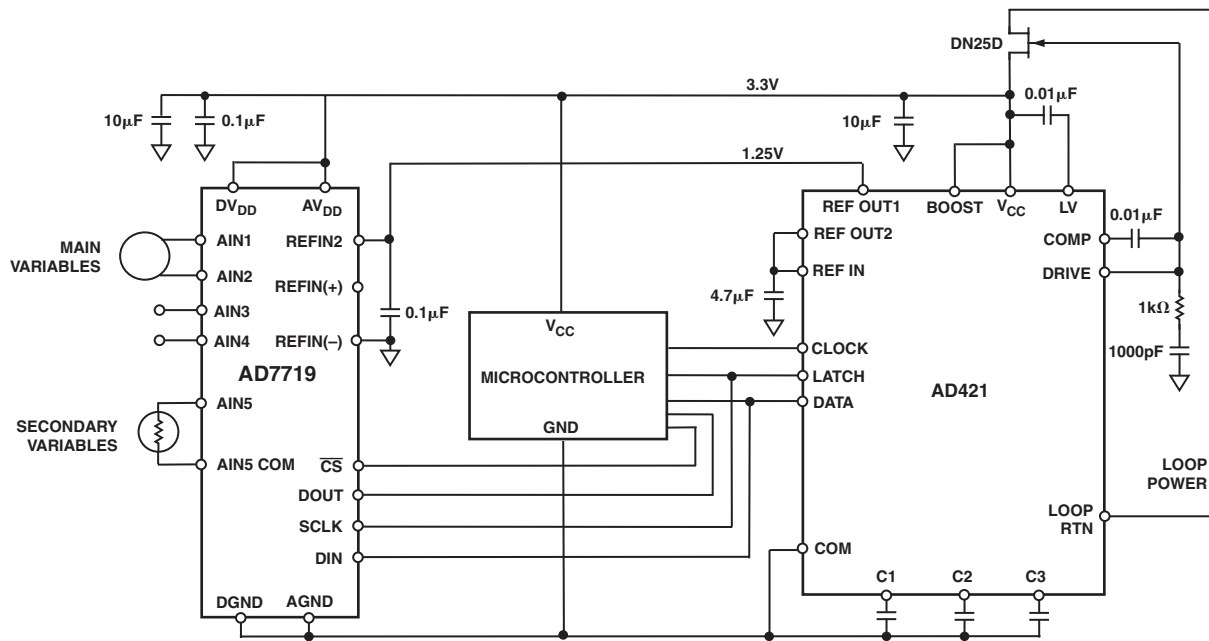 DN25D
3.3V
0.01µF
10µF
0.1µF
10µF
1.25V
DVDD
AVDD
REF OUT1
BOOST
VCC
LV
MAIN
VARIABLES
AIN1
REFIN2
REF OUT2
COMP
0.01µF
AIN2
REFIN(+)
REF IN
DRIVE
AIN3
0.1µF
4.7µF
1kΩ
AIN4
REFIN(–)
VCC
CLOCK
1000pF
AD7719
MICROCONTROLLER
LATCH
AD421
AIN5
DATA
SECONDARY
VARIABLES
GND
AIN5 COM
CS
LOOP
POWER
DOUT
SCLK
LOOP
RTN
DIN
COM
DGND
AGND
C1
C2
C3